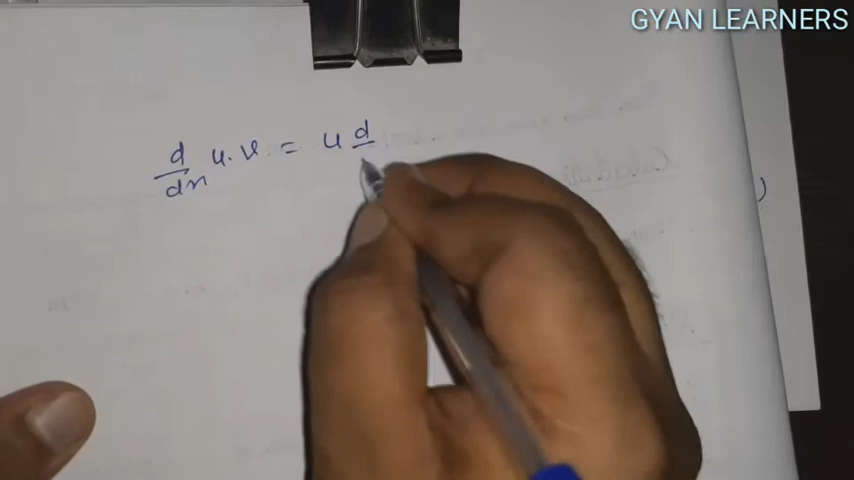 GYAN LEARNERS
d/dx u.v = u d
)